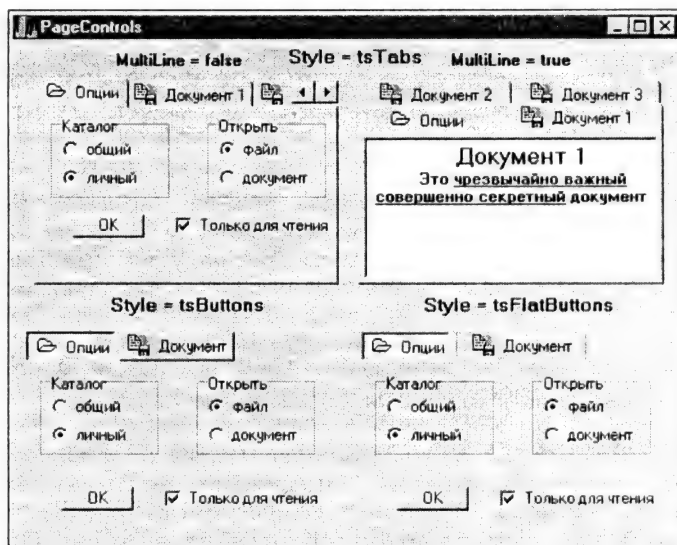 PageControls
MultiLine = false Style = tsTabs MultiLine = true
Опции Документ 1
Каталог Открыть
общий файл
личный документ
OK Только для чтения
Документ 2 Документ 3
Опции Документ 1
Документ 1
Это чрезвычайно важный
совершенно секретный документ
Style = tsButtons Style = tsFlatButtons
Опции Документ
Каталог Открыть
общий файл
личный документ
OK Только для чтения
Опции Документ
Каталог Открыть
общий файл
личный документ
OK Только для чтения